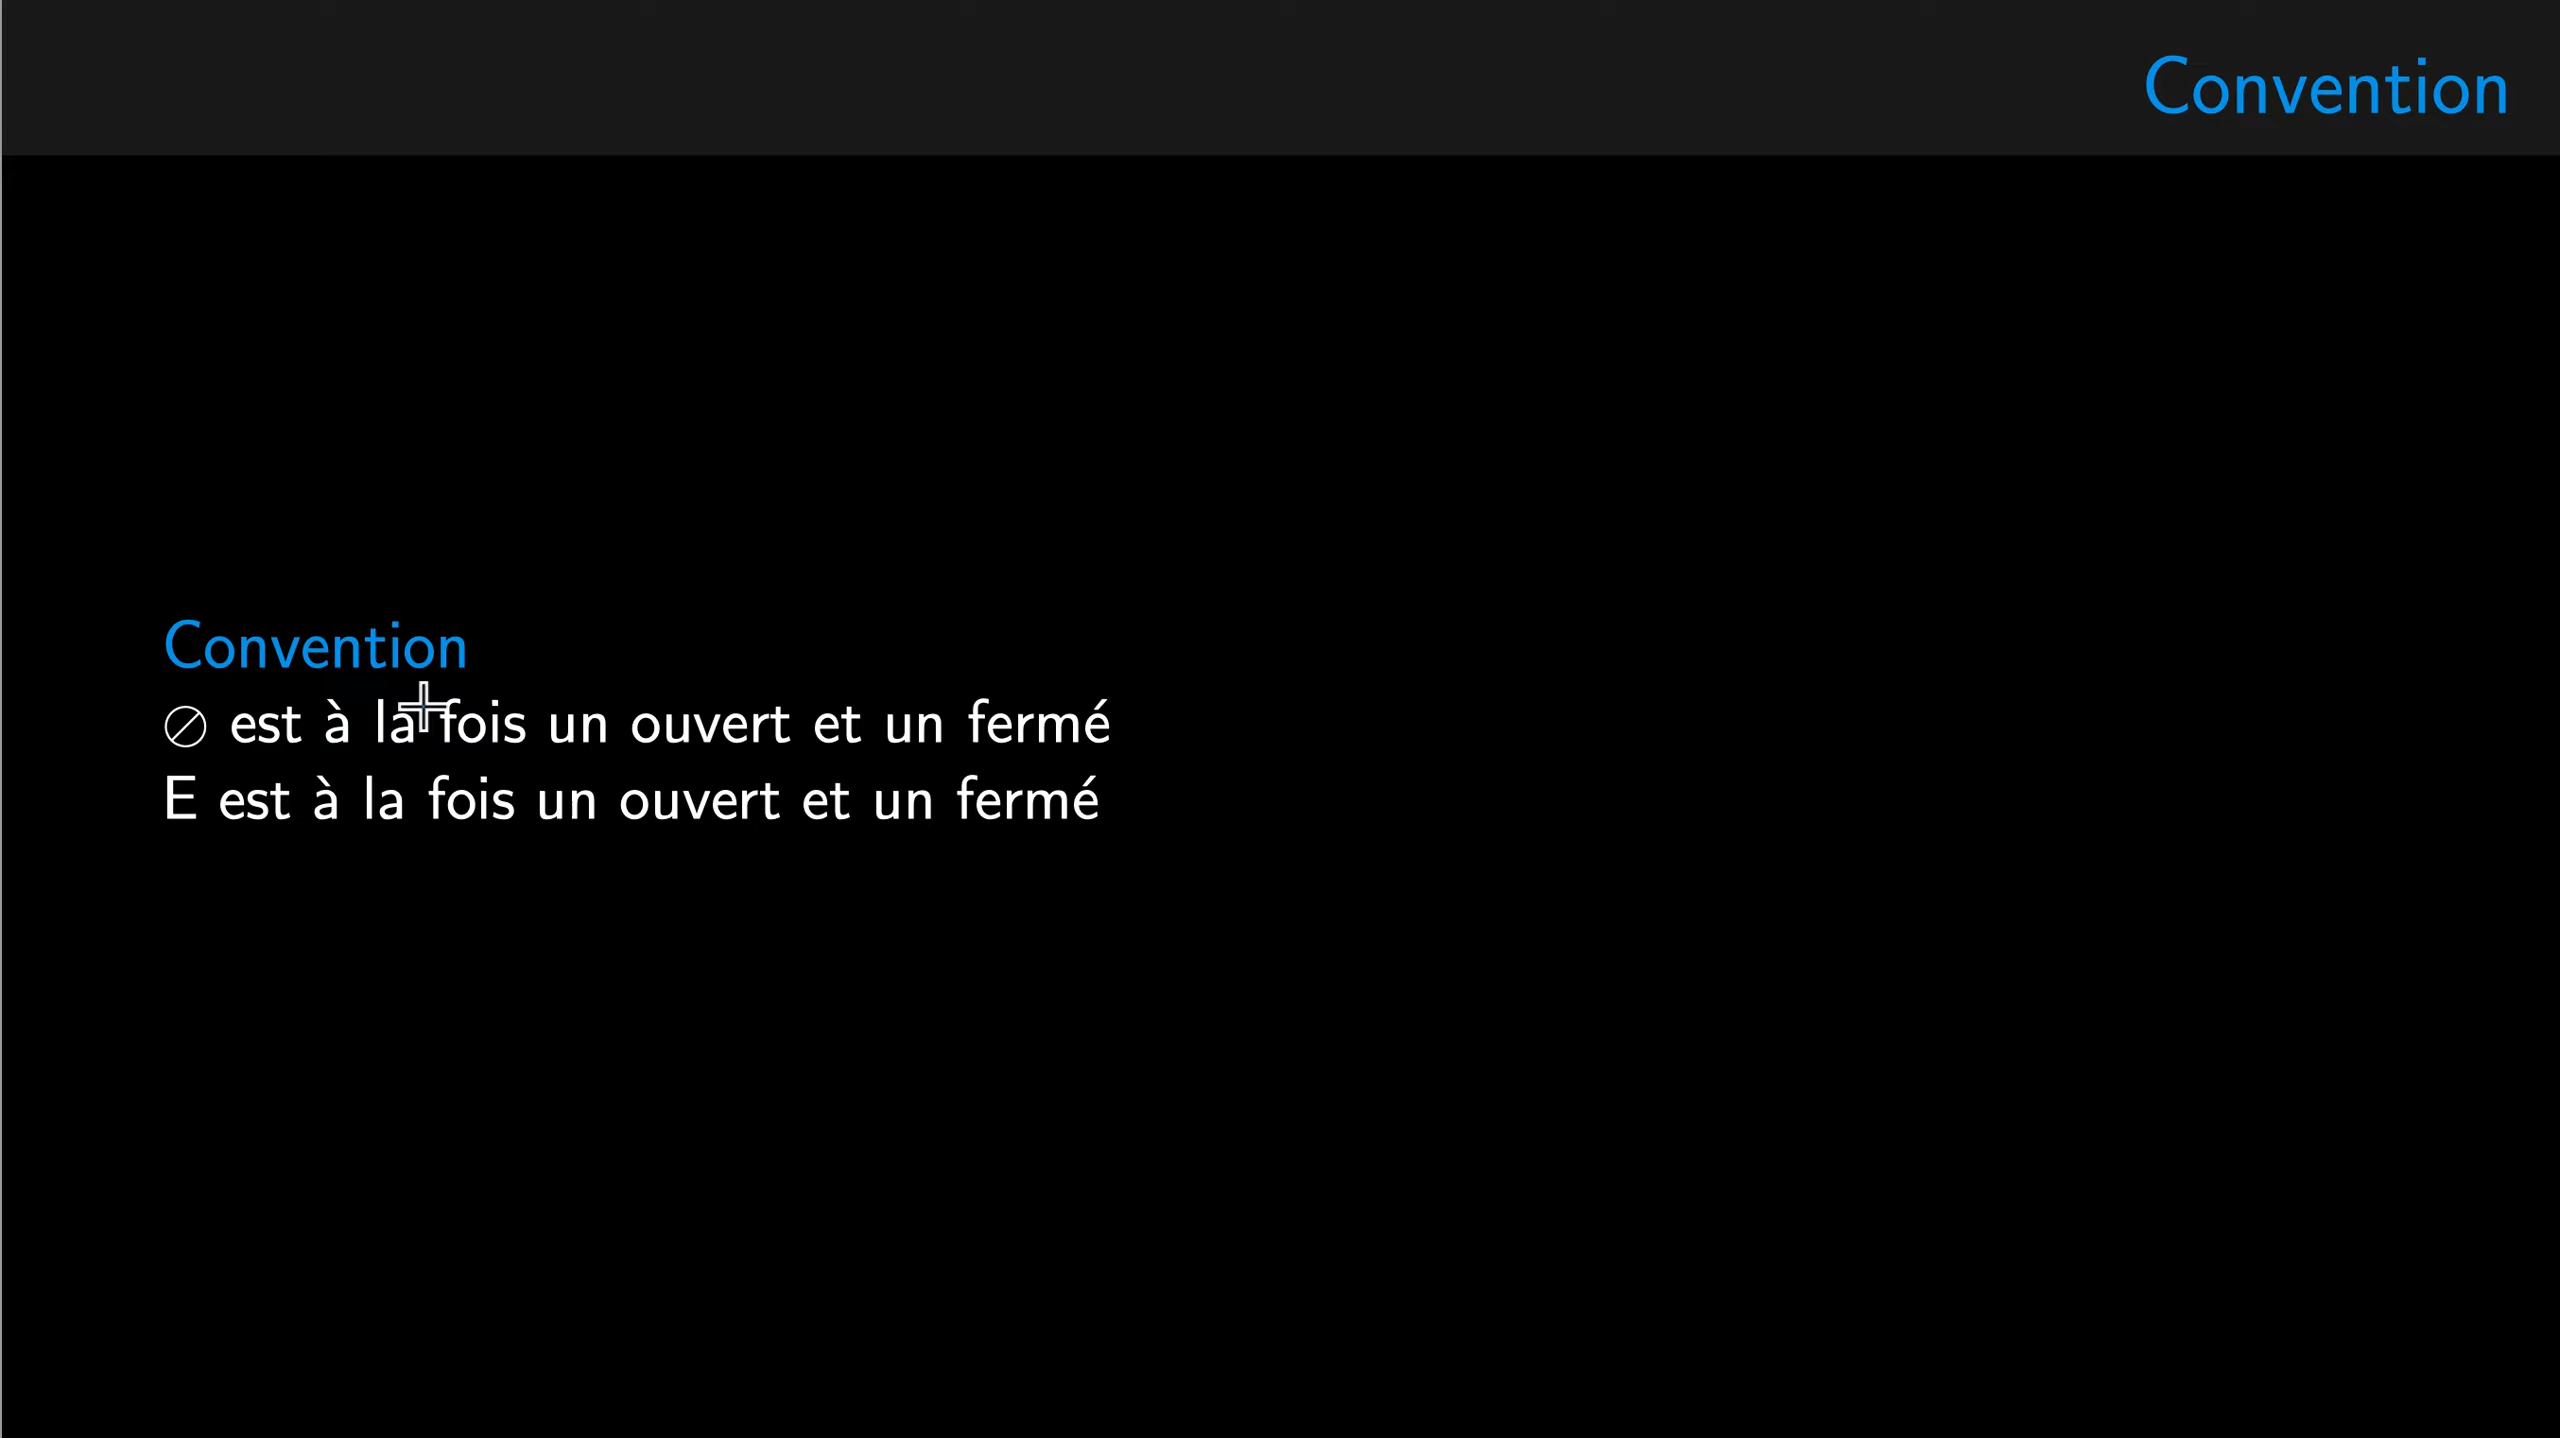 Convention
Convention
∅ est à la fois un ouvert et un fermé
E est à la fois un ouvert et un fermé